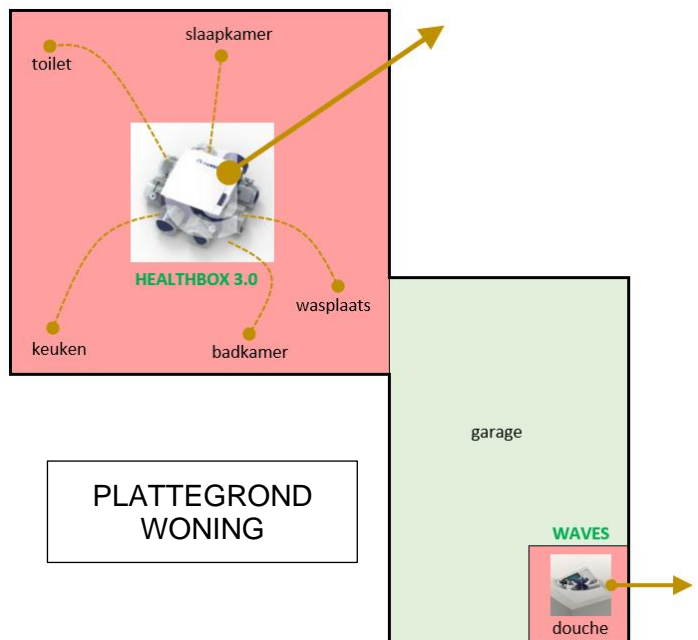 slaapkamer
toilet
HEALTHBOX 3.0
wasplaats
keuken
badkamer
garage
PLATTEGROND
WONING
WAVES
douche